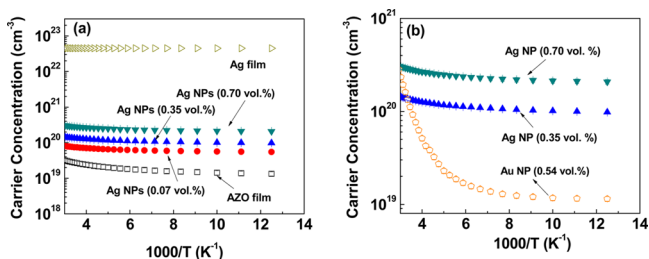 (a)
Carrier Concentration (cm⁻³)
10²³
10²²
10²¹
10²⁰
10¹⁹
10¹⁸
Ag film
Ag NPs (0.70 vol.%)
Ag NPs (0.35 vol.%)
Ag NPs (0.07 vol.%)
AZO film
4 6 8 10 12 14
1000/T (K⁻¹)
(b)
Carrier Concentration (cm⁻³)
10²¹
10²⁰
10¹⁹
Ag NP (0.70 vol. %)
Ag NP (0.35 vol. %)
Au NP (0.54 vol. %)
4 6 8 10 12 14
1000/T (K⁻¹)